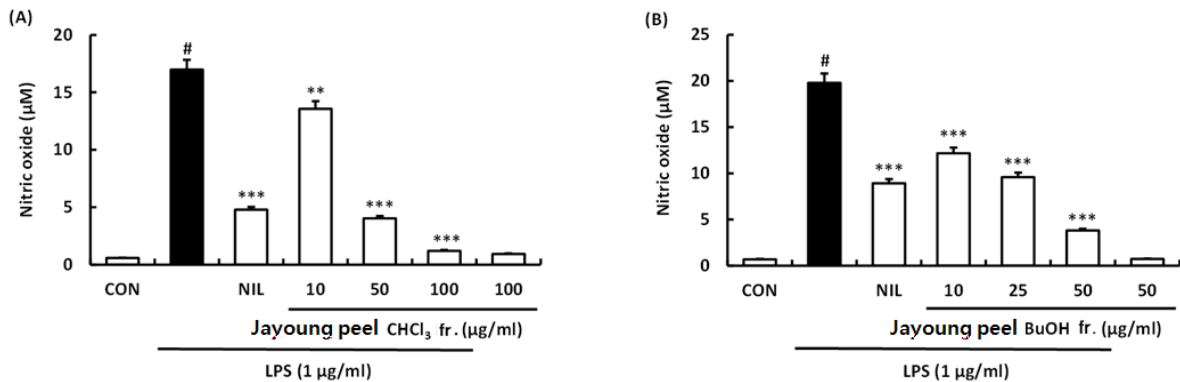 (A)
Nitric oxide (µM)
20
15
10
5
0
#
***
**
***
***
CON NIL 10 50 100 100
Jayoung peel CHCl₃ fr. (µg/ml)
LPS (1 µg/ml)
(B)
Nitric oxide (µM)
25
20
15
10
5
0
#
***
***
***
***
CON NIL 10 25 50 50
Jayoung peel BuOH fr. (µg/ml)
LPS (1 µg/ml)